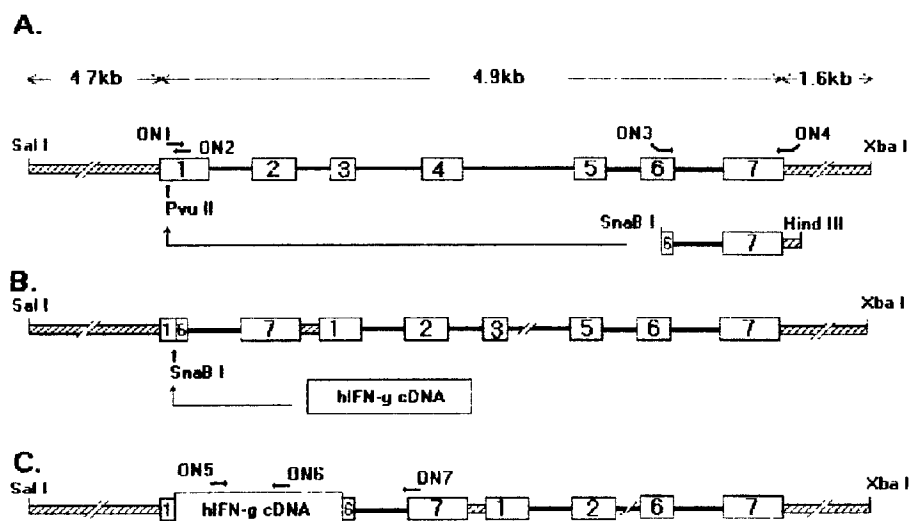 A.
4.7kb 4.9kb 1.6kb
ON1 ON2 ON3 ON4
Sal I Xba I
1 2 3 4 5 6 7
Pvu II
SnaB I Hind III
6 7
B.
Sal I Xba I
1 6 7 1 2 3 5 6 7
SnaB I
hIFN-y cDNA
C.
ON5 ON6 ON7
Sal I Xba I
1 hIFN-g cDNA 6 7 1 2 6 7